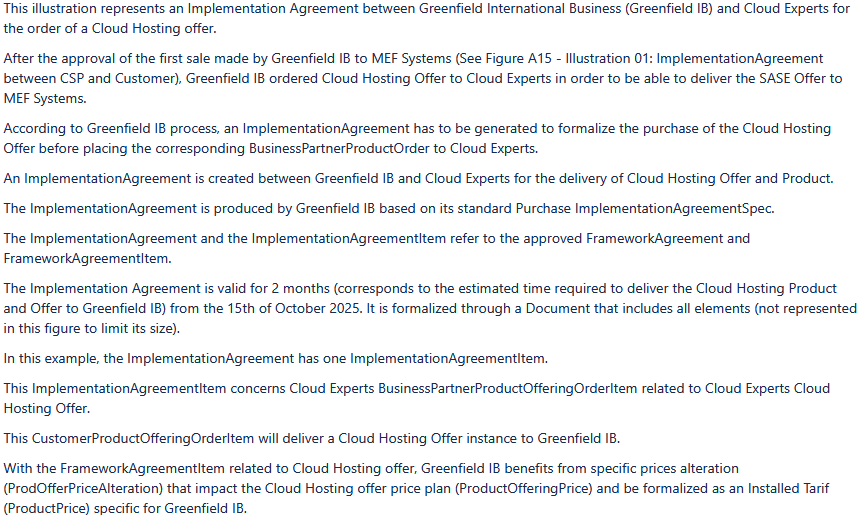 This illustration represents an Implementation Agreement between Greenfield International Business (Greenfield IB) and Cloud Experts for
the order of a Cloud Hosting offer.
After the approval of the first sale made by Greenfield IB to MEF Systems (See Figure A15 - Illustration 01: ImplementationAgreement
between CSP and Customer), Greenfield IB ordered Cloud Hosting Offer to Cloud Experts in order to be able to deliver the SASE Offer to
MEF Systems.
According to Greenfield IB process, an ImplementationAgreement has to be generated to formalize the purchase of the Cloud Hosting
Offer before placing the corresponding BusinessPartnerProductOrder to Cloud Experts.
An ImplementationAgreement is created between Greenfield IB and Cloud Experts for the delivery of Cloud Hosting Offer and Product.
The ImplementationAgreement is produced by Greenfield IB based on its standard Purchase ImplementationAgreementSpec.
The ImplementationAgreement and the ImplementationAgreementItem refer to the approved FrameworkAgreement and
FrameworkAgreementItem.
The Implementation Agreement is valid for 2 months (corresponds to the estimated time required to deliver the Cloud Hosting Product
and Offer to Greenfield IB) from the 15th of October 2025. It is formalized through a Document that includes all elements (not represented
in this figure to limit its size).
In this example, the ImplementationAgreement has one ImplementationAgreementItem.
This ImplementationAgreementItem concerns Cloud Experts BusinessPartnerProductOfferingOrderItem related to Cloud Experts Cloud
Hosting Offer.
This CustomerProductOfferingOrderItem will deliver a Cloud Hosting Offer instance to Greenfield IB.
With the FrameworkAgreementItem related to Cloud Hosting offer, Greenfield IB benefits from specific prices alteration
(ProdOfferPriceAlteration) that impact the Cloud Hosting offer price plan (ProductOfferingPrice) and be formalized as an Installed Tarif
(ProductPrice) specific for Greenfield IB.